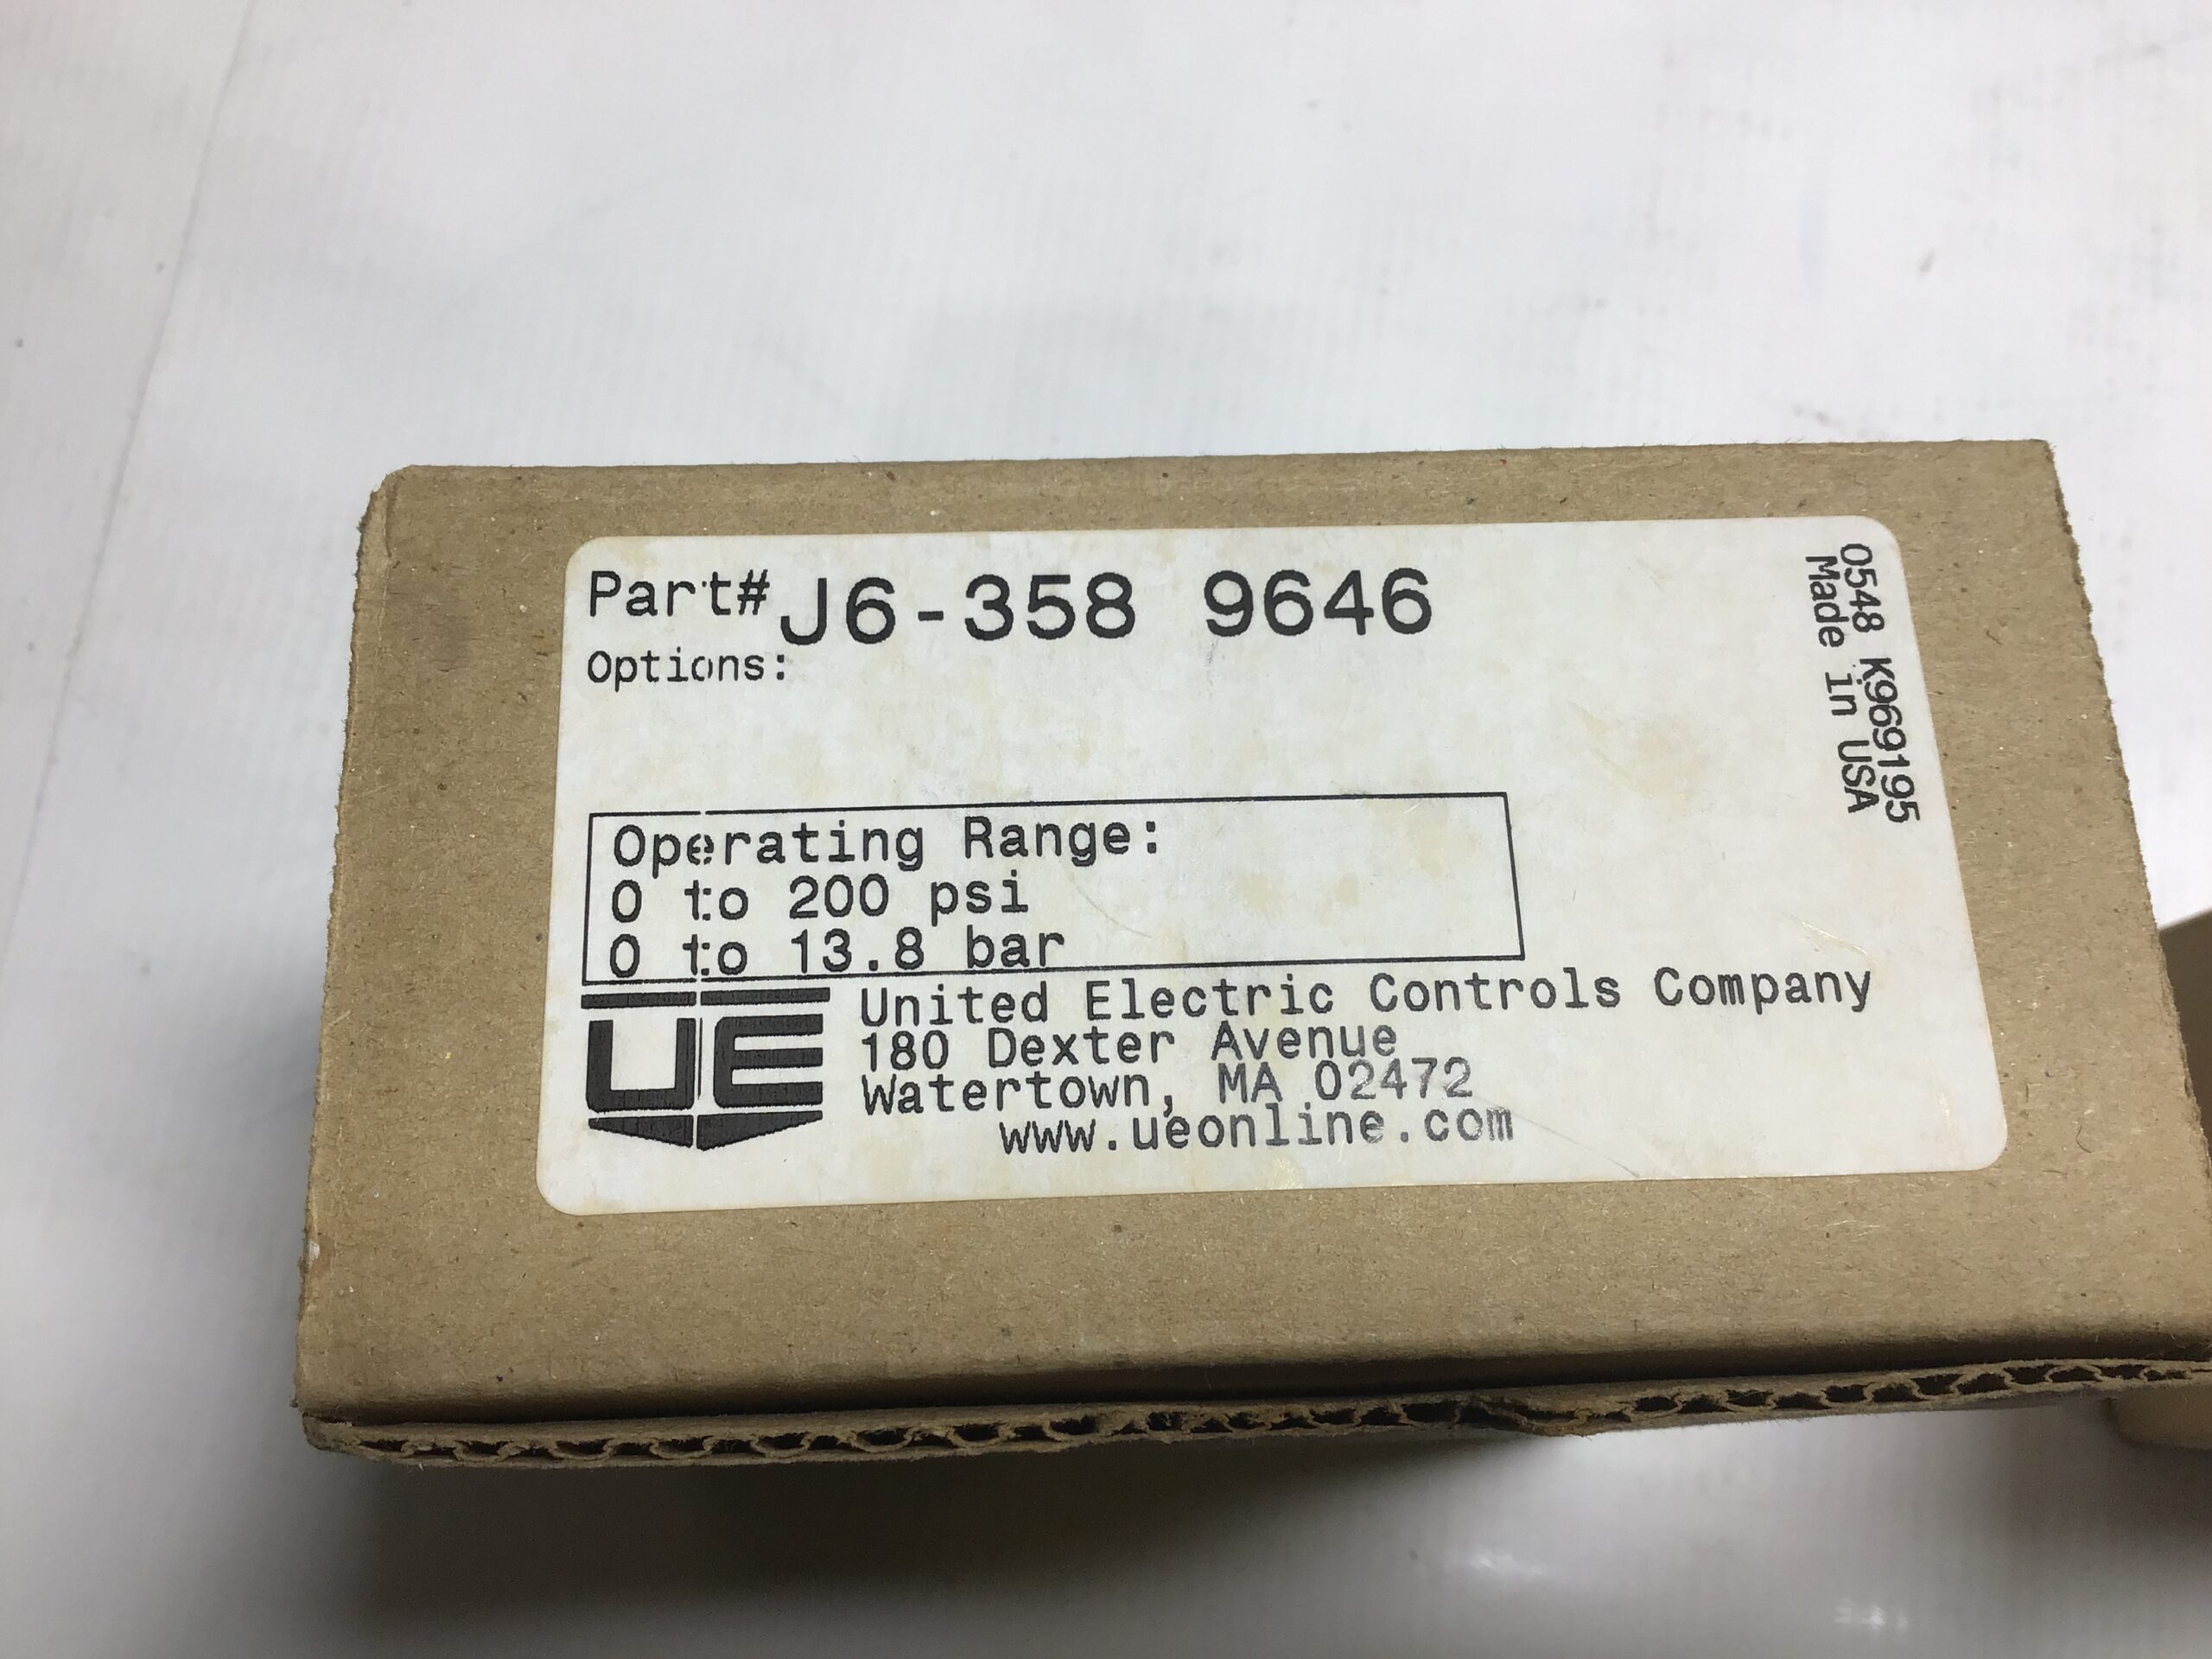 Part# J6-358 9646
Options:
Operating Range:
0 to 200 psi
0 to 13.8 bar
UE
United Electric Controls Company
180 Dexter Avenue
Watertown, MA 02472
www.ueonline.com
0548 K969195
Made in USA